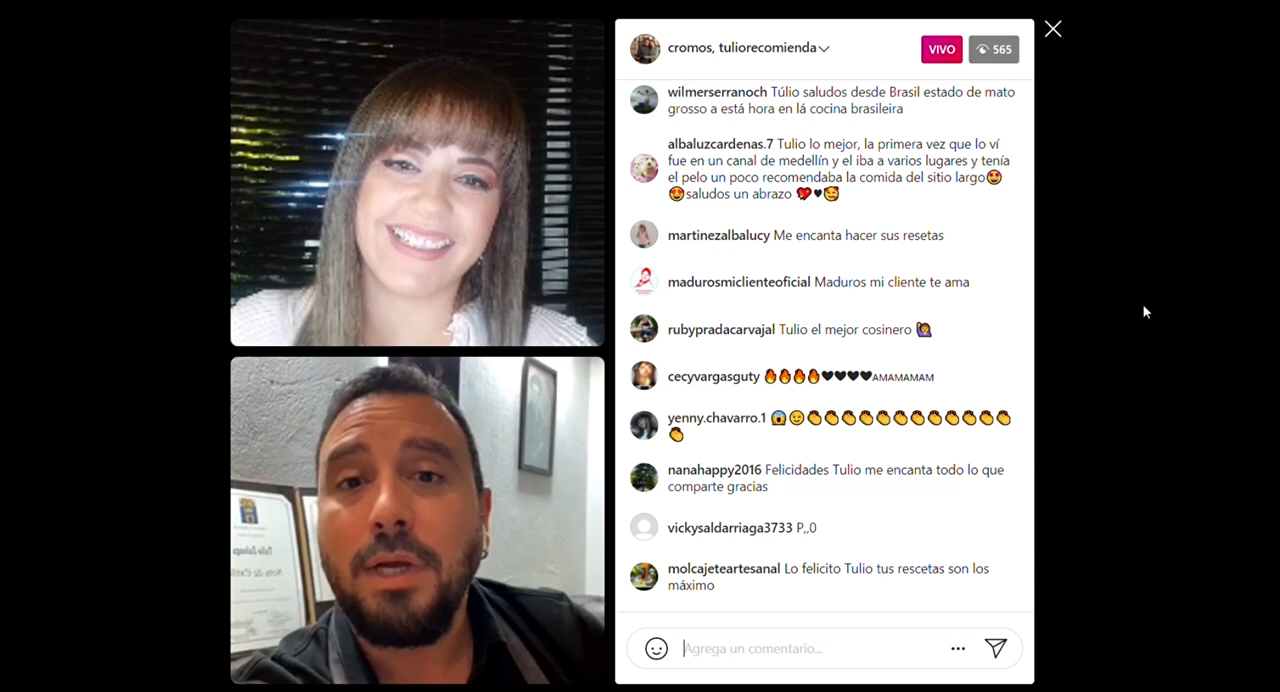 cromos, tuliorecomienda
VIVO
565
wilmerserranoch Túlio saludos desde Brasil estado de mato
grosso a está hora en lá cocina brasileira
albaluzcardenas.7 Tulio lo mejor, la primera vez que lo ví
fue en un canal de medellín y el iba a varios lugares y tenía
el pelo un poco recomendaba la comida del sitio largo😍
😍saludos un abrazo 💖♥🥰
martinezalbalucy Me encanta hacer sus resetas
madurosmiclienteoficial Maduros mi cliente te ama
rubypradacarvajal Tulio el mejor cosinero 🙋‍♀️
cecyvargasguty 🔥🔥🔥🔥🖤🖤🖤🖤AMAMAMAM
yenny.chavarro.1 😱😉👏👏👏👏👏👏👏👏👏👏👏👏
👏
nanahappy2016 Felicidades Tulio me encanta todo lo que
comparte gracias
vickysaldarriaga3733 P,,0
molcajeteartesanal Lo felicito Tulio tus rescetas son los
máximo
Agrega un comentario...
Tulio Zuluaga
Nota de Estilo